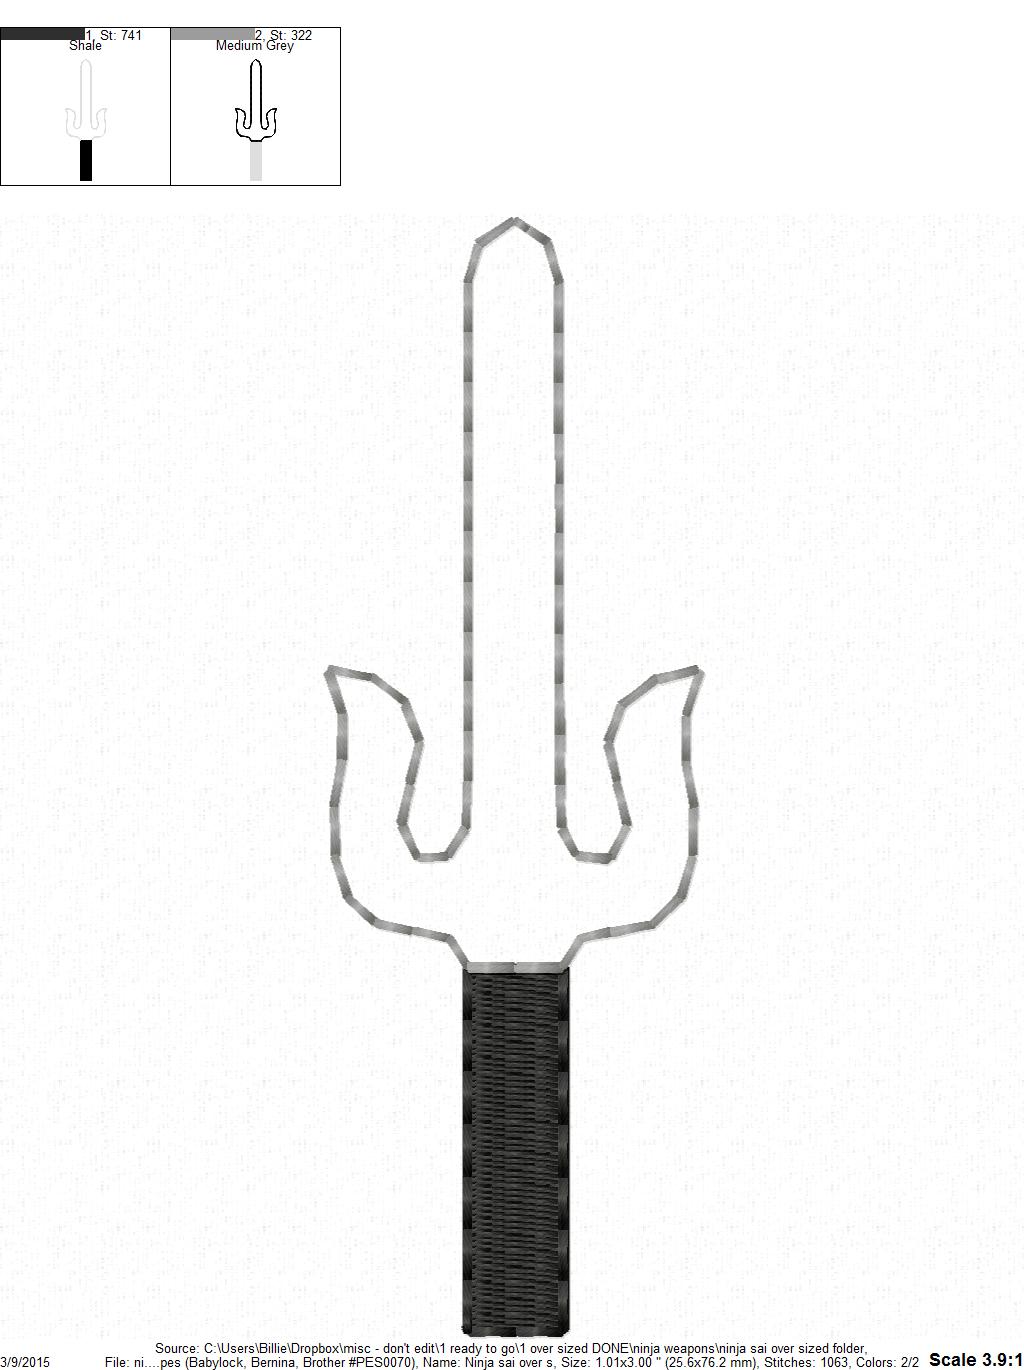 1, St: 741
Shale
2, St: 322
Medium Grey
Source: C:\Users\Billie\Dropbox\misc - don't edit\1 ready to go\1 over sized DONE\ninja weapons\ninja sai over sized folder,
3/9/2015 File: ni....pes (Babylock, Bernina, Brother #PES0070), Name: Ninja sai over s, Size: 1.01x3.00 " (25.6x76.2 mm), Stitches: 1063, Colors: 2/2 Scale 3.9:1